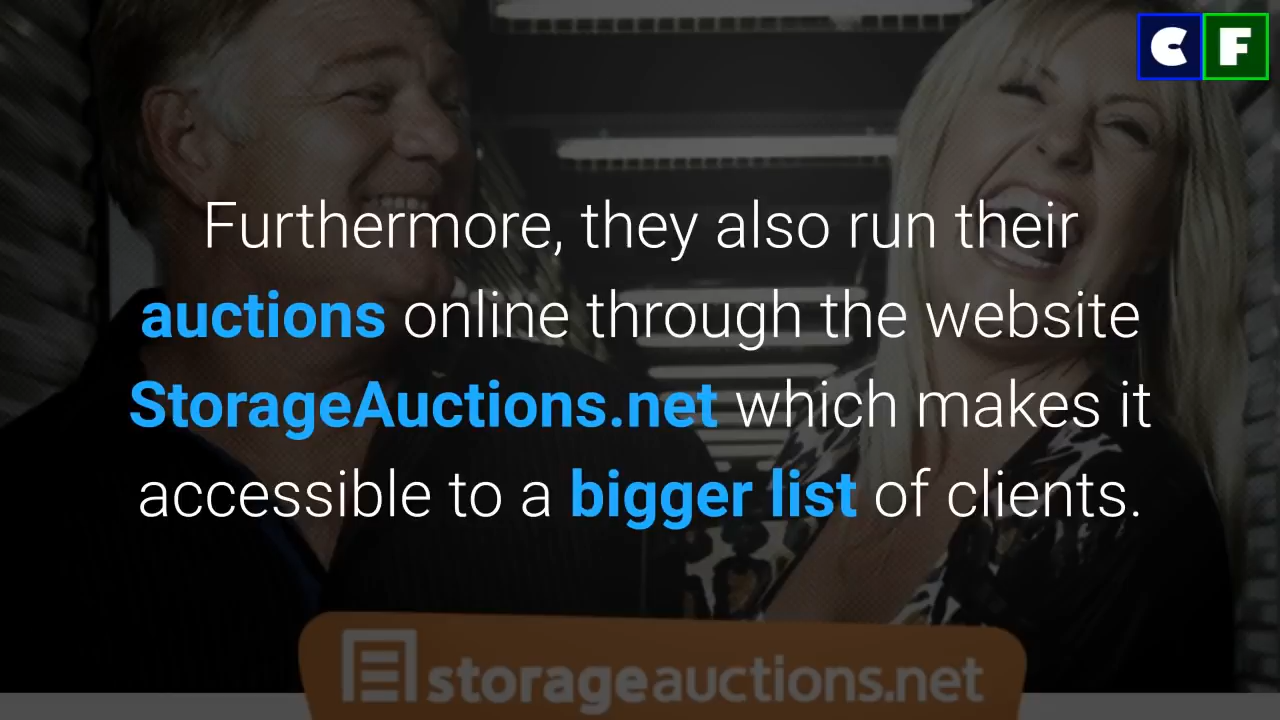 C F
Furthermore, they also run their
auctions online through the website
StorageAuctions.net which makes it
accessible to a bigger list of clients.
storageauctions.net